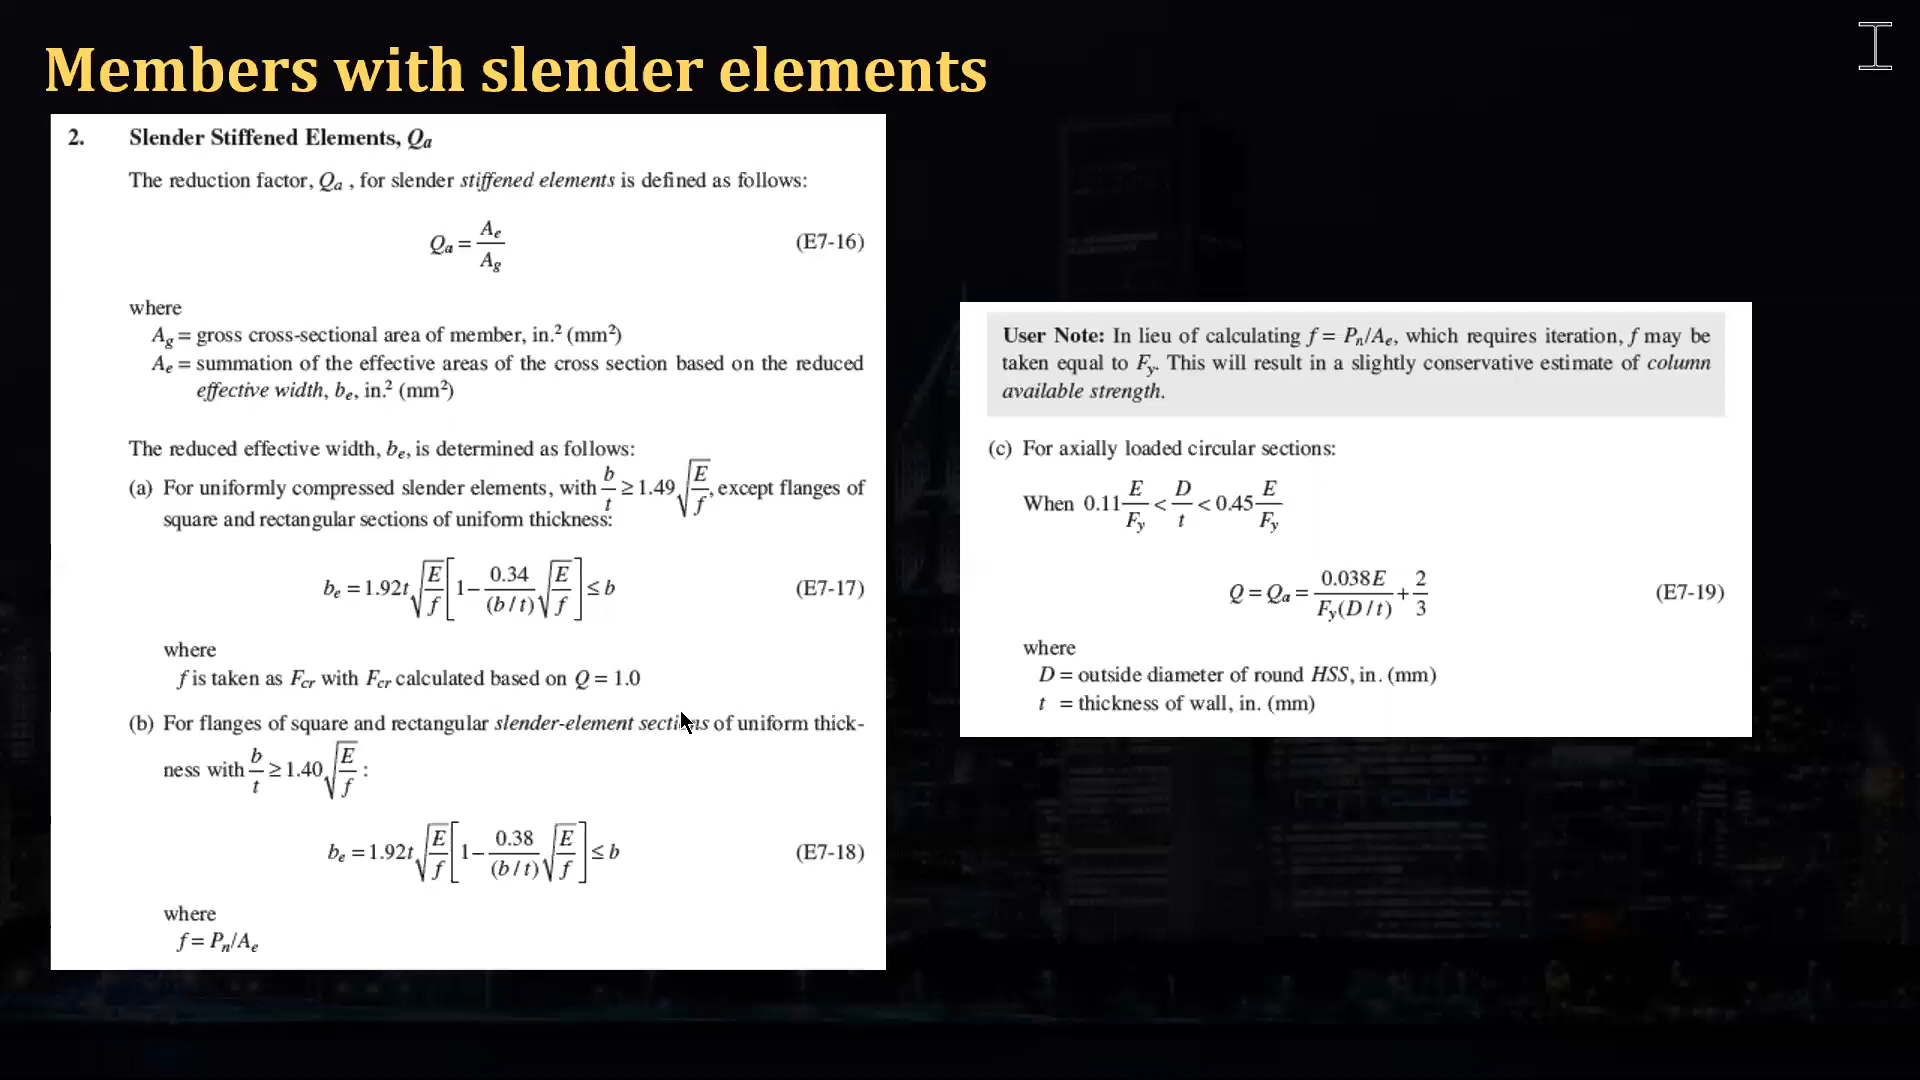 Members with slender elements
2. Slender Stiffened Elements, Qa
The reduction factor, Qa , for slender stiffened elements is defined as follows:
Qa = Ae / Ag (E7-16)
where
Ag = gross cross-sectional area of member, in.² (mm²)
Ae = summation of the effective areas of the cross section based on the reduced
effective width, be, in.² (mm²)
The reduced effective width, be, is determined as follows:
(a) For uniformly compressed slender elements, with b/t ≥ 1.49√(E/f), except flanges of
square and rectangular sections of uniform thickness:
be = 1.92t√(E/f)[1 − 0.34/(b/t) √(E/f)] ≤ b (E7-17)
where
f is taken as Fcr with Fcr calculated based on Q = 1.0
(b) For flanges of square and rectangular slender-element sections of uniform thick-
ness with b/t ≥ 1.40√(E/f) :
be = 1.92t√(E/f)[1 − 0.38/(b/t) √(E/f)] ≤ b (E7-18)
where
f = Pn/Ae
User Note: In lieu of calculating f = Pn/Ae, which requires iteration, f may be
taken equal to Fy. This will result in a slightly conservative estimate of column
available strength.
(c) For axially loaded circular sections:
When 0.11 E/Fy < D/t < 0.45 E/Fy
Q = Qa = 0.038E/(Fy(D/t)) + 2/3 (E7-19)
where
D = outside diameter of round HSS, in. (mm)
t = thickness of wall, in. (mm)